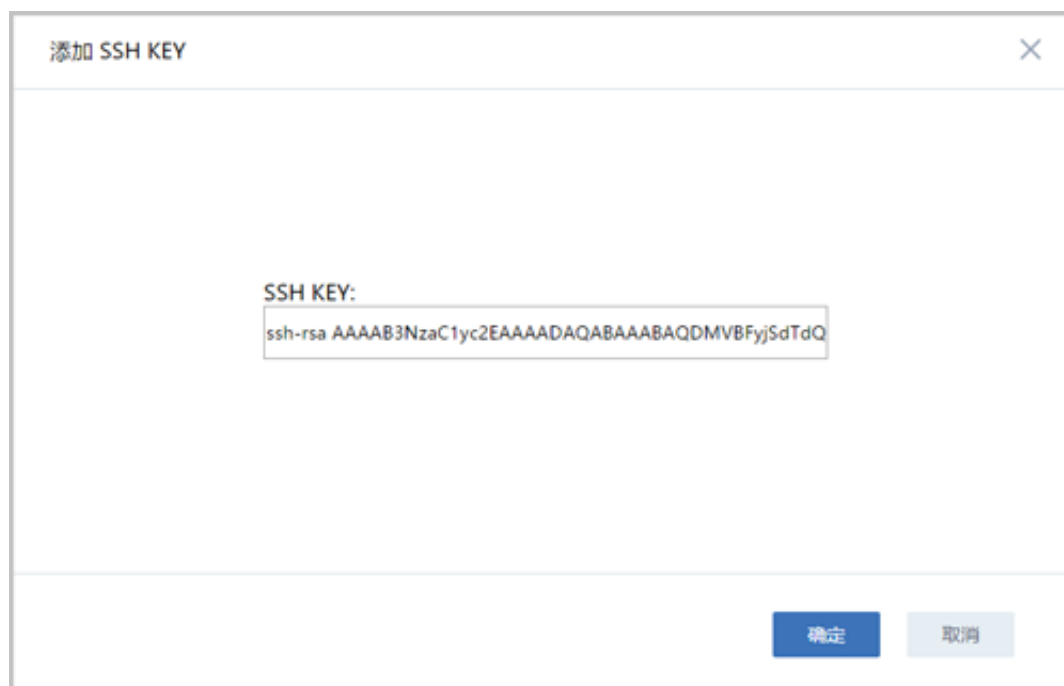 添加 SSH KEY
SSH KEY:
ssh-rsa AAAAB3NzaC1yc2EAAAADAQABAAABAQDMVBFyjSdTdQ
确定
取消